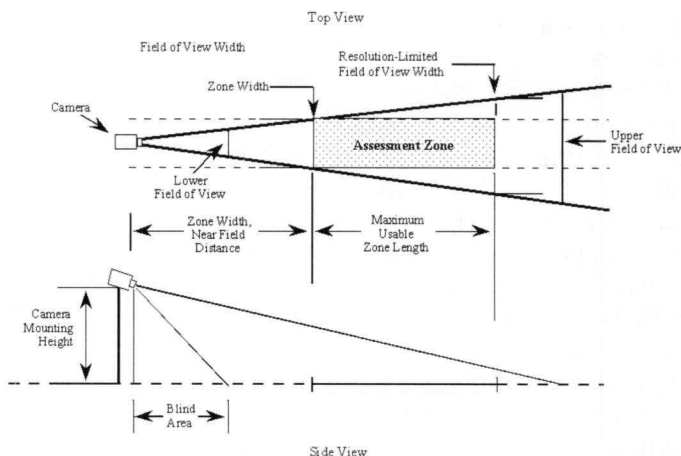 Top View
Field of View Width
Resolution-Limited
Field of View Width
Zone Width
Camera
Assessment Zone
Upper
Field of View
Lower
Field of View
Zone Width,
Near Field
Distance
Maximum
Usable
Zone Length
Camera
Mounting
Height
Blind
Area
Side View